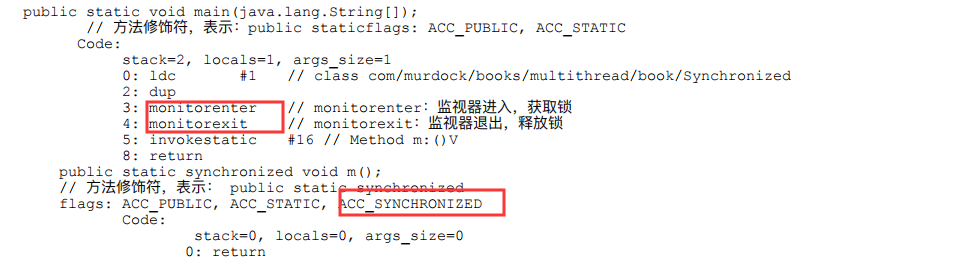 public static void main(java.lang.String[]);
// 方法修饰符，表示：public staticflags: ACC_PUBLIC, ACC_STATIC
Code:
stack=2, locals=1, args_size=1
0: ldc #1 // class com/murdock/books/multithread/book/Synchronized
2: dup
3: monitorenter // monitorenter：监视器进入，获取锁
4: monitorexit // monitorexit：监视器退出，释放锁
5: invokestatic #16 // Method m:()V
8: return
public static synchronized void m();
// 方法修饰符，表示： public static synchronized
flags: ACC_PUBLIC, ACC_STATIC, ACC_SYNCHRONIZED
Code:
stack=0, locals=0, args_size=0
0: return